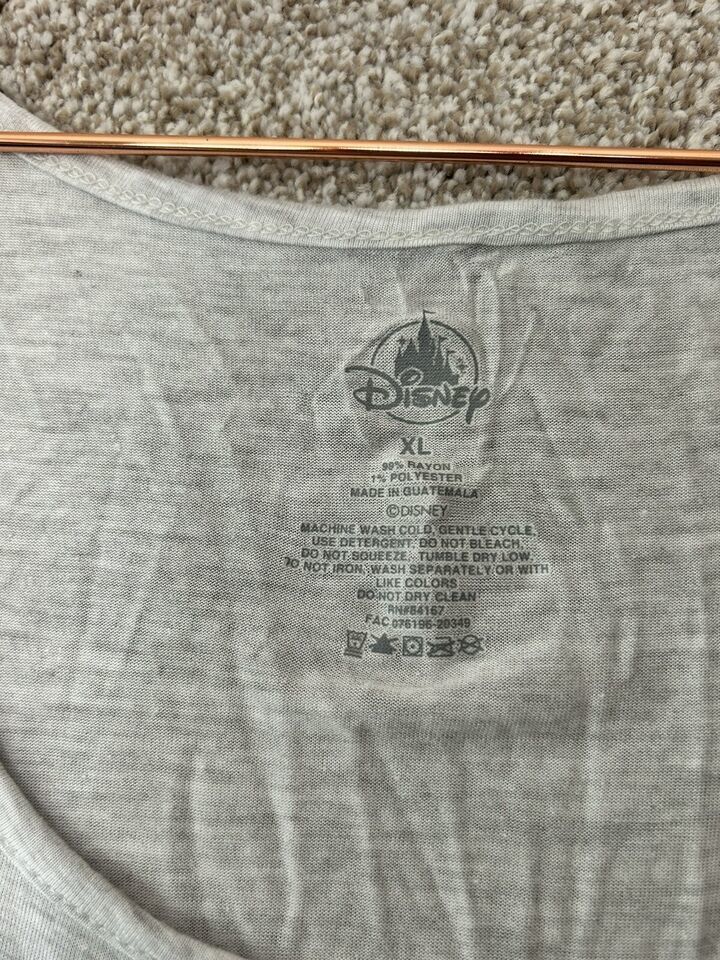 Disney
XL
99% RAYON
1% POLYESTER
MADE IN GUATEMALA
©DISNEY
MACHINE WASH COLD, GENTLE CYCLE,
USE DETERGENT. DO NOT BLEACH,
DO NOT SQUEEZE, TUMBLE DRY LOW,
DO NOT IRON, WASH SEPARATELY OR WITH
LIKE COLORS
DO NOT DRY CLEAN
RN#84167
FAC 076196-20349